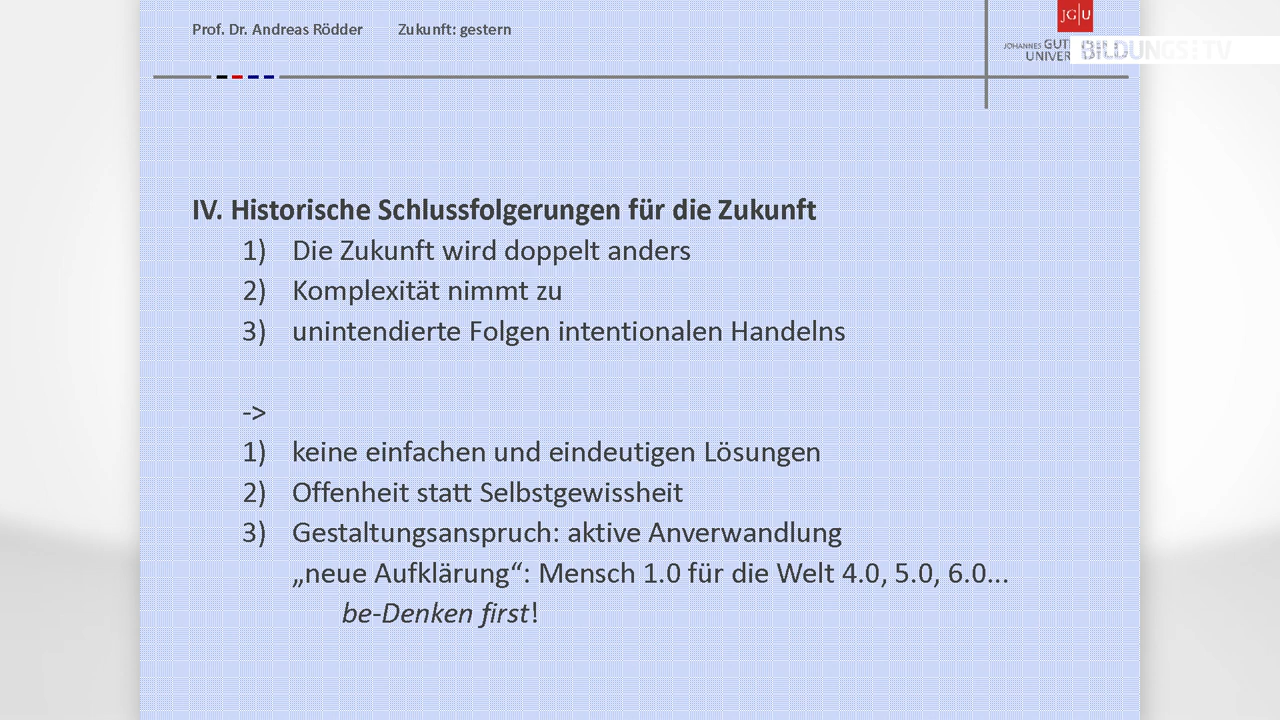 Prof. Dr. Andreas Rödder Zukunft: gestern
JG|U
JOHANNES
BILDUNGS:TV
IV. Historische Schlussfolgerungen für die Zukunft
1) Die Zukunft wird doppelt anders
2) Komplexität nimmt zu
3) unintendierte Folgen intentionalen Handelns
->
1) keine einfachen und eindeutigen Lösungen
2) Offenheit statt Selbstgewissheit
3) Gestaltungsanspruch: aktive Anverwandlung
„neue Aufklärung“: Mensch 1.0 für die Welt 4.0, 5.0, 6.0...
be-Denken first!